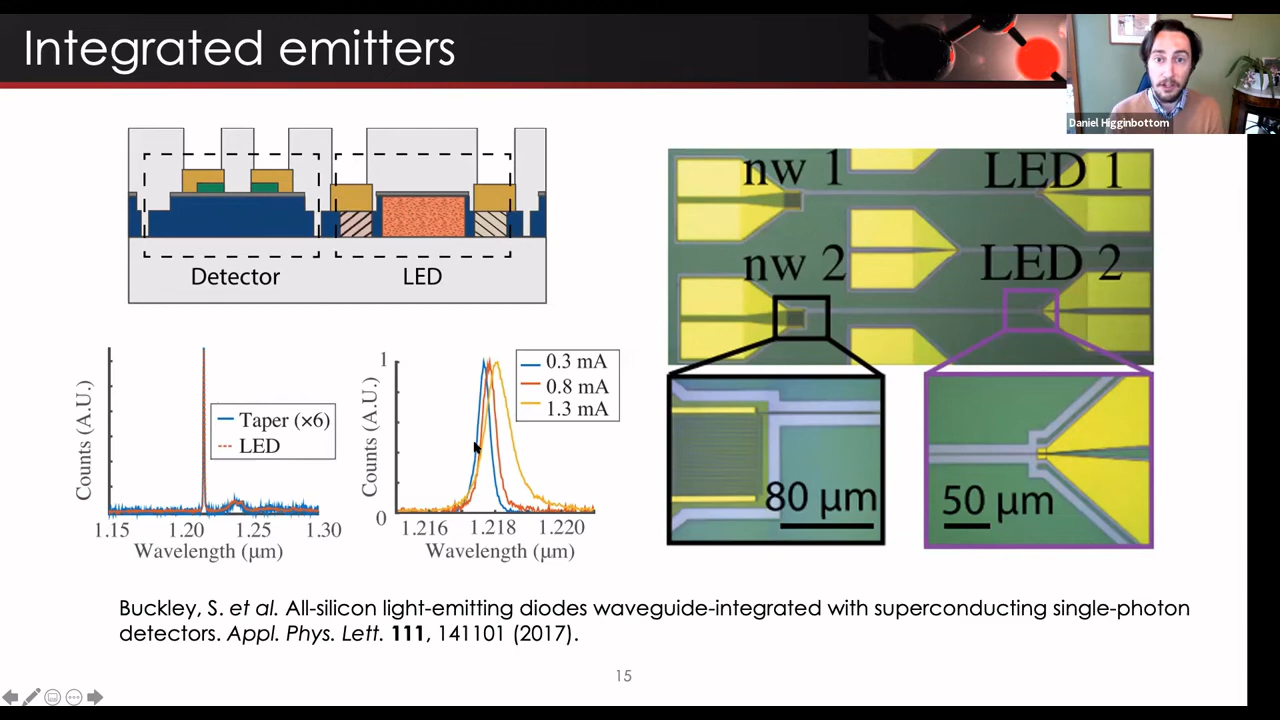 Integrated emitters
Daniel Higginbottom
Detector
LED
nw 1
LED 1
nw 2
LED 2
80 μm
50 μm
Counts (A.U.)
Taper (×6)
LED
1.15
1.20
1.25
1.30
Wavelength (μm)
Counts (A.U.)
1
0
0.3 mA
0.8 mA
1.3 mA
1.216
1.218
1.220
Wavelength (μm)
Buckley, S. et al. All-silicon light-emitting diodes waveguide-integrated with superconducting single-photon
detectors. Appl. Phys. Lett. 111, 141101 (2017).
15